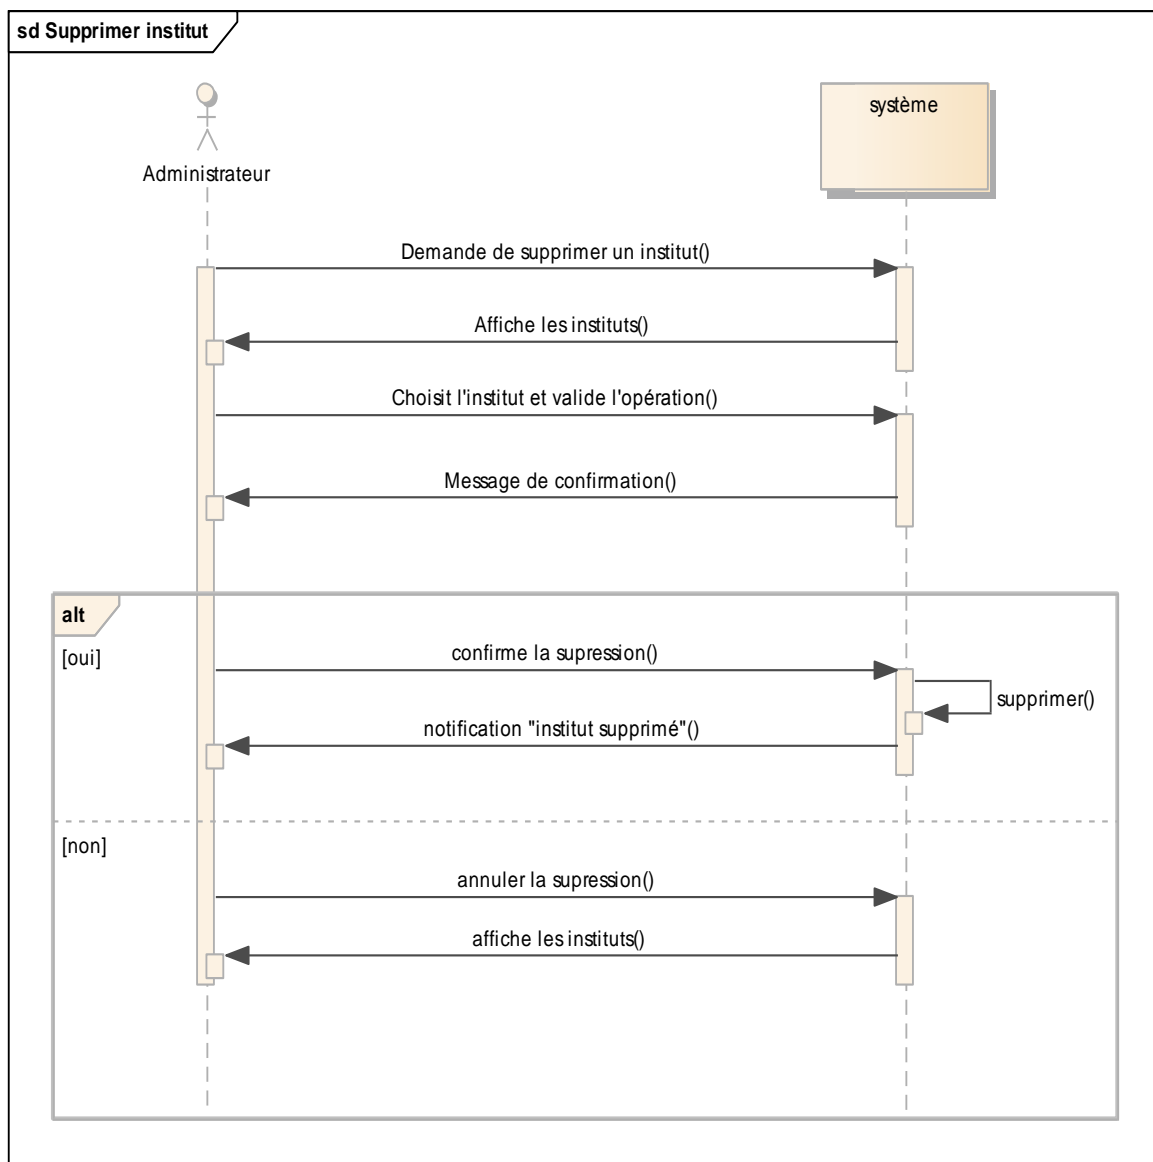 sd Supprimer institut
système
Administrateur
Demande de supprimer un institut()
Affiche les instituts()
Choisit l'institut et valide l'opération()
Message de confirmation()
alt
[oui]
confirme la supression()
supprimer()
notification "institut supprimé"()
[non]
annuler la supression()
affiche les instituts()